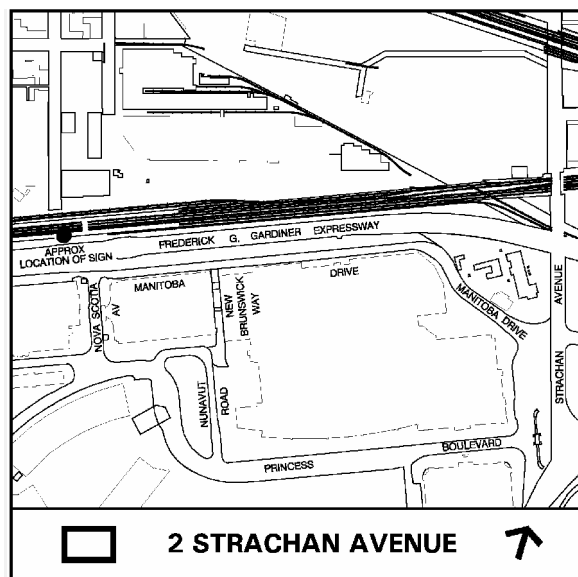 APPROX
LOCATION OF SIGN
FREDERICK G. GARDINER EXPRESSWAY
MANITOBA
DRIVE
NOVA SCOTIA
AV
NEW
BRUNSWICK
WAY
MANITOBA DRIVE
AVENUE
STRACHAN
NUNAVUT
ROAD
PRINCESS
BOULEVARD
2 STRACHAN AVENUE